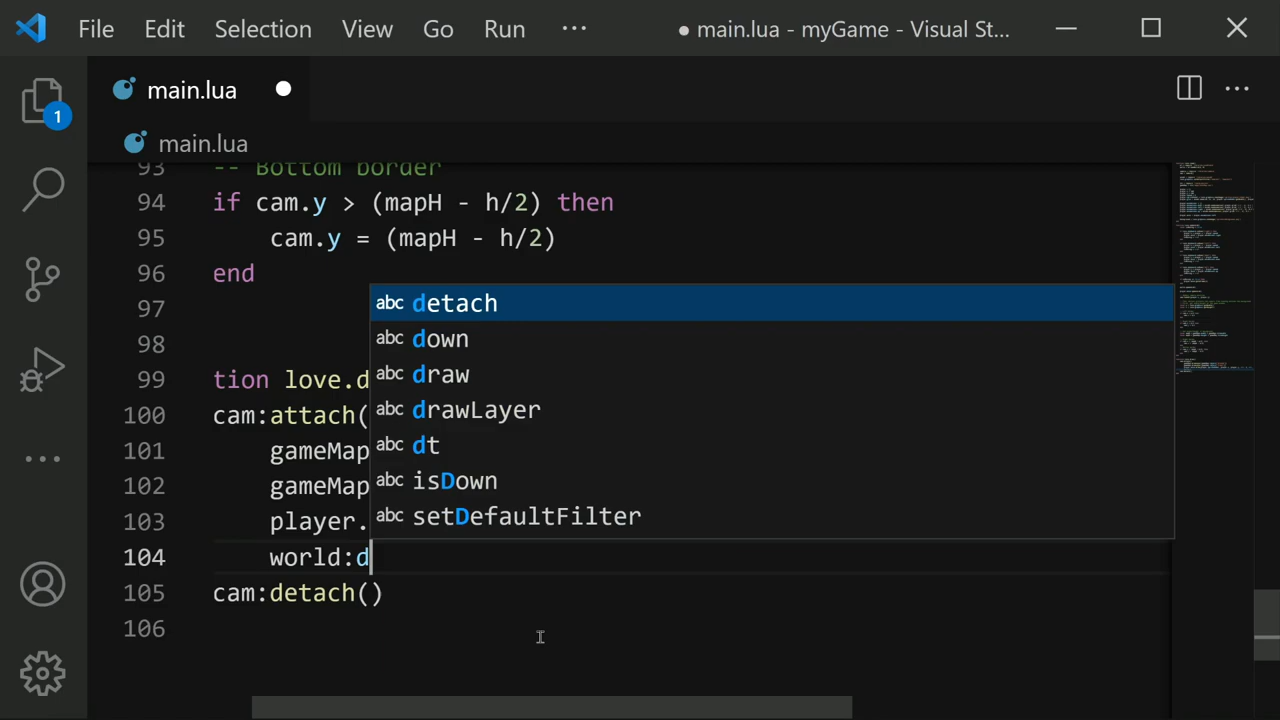 File Edit Selection View Go Run ··· ● main.lua - myGame - Visual St...
main.lua
main.lua
1
93 -- Bottom border
94 if cam.y > (mapH - h/2) then
95 cam.y = (mapH - h/2)
96 end
97
98
99 tion love.d
100 cam:attach(
101 gameMap
102 gameMap
103 player.
104 world:d
105 cam:detach()
106
abc detach
abc down
abc draw
abc drawLayer
abc dt
abc isDown
abc setDefaultFilter